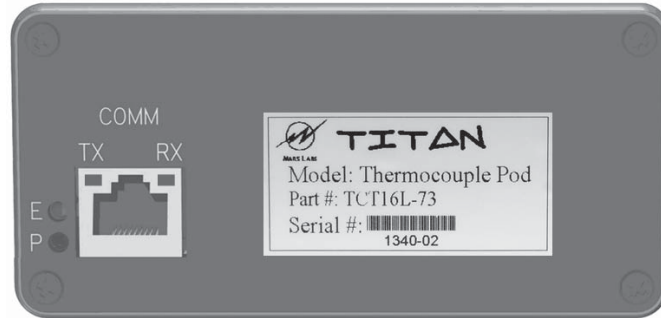 COMM
TX RX
E
P
TITAN
MARS LABS
Model: Thermocouple Pod
Part #: TCT16L-73
Serial #:
1340-02